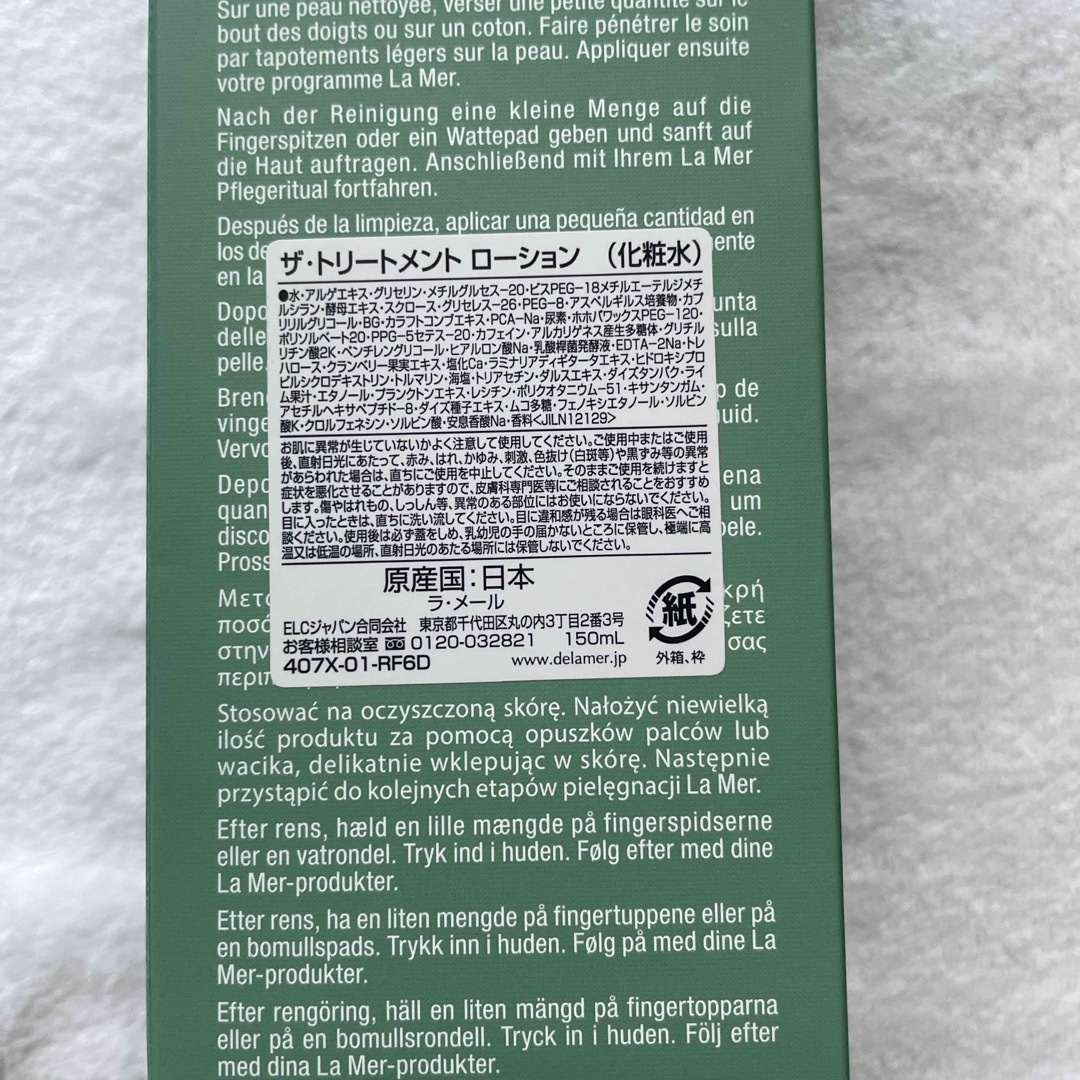 Sur une peau nettoyée, verser une petite quantité sur le
bout des doigts ou sur un coton. Faire pénétrer le soin
par tapotements légers sur la peau. Appliquer ensuite
votre programme La Mer.
Nach der Reinigung eine kleine Menge auf die
Fingerspitzen oder ein Wattepad geben und sanft auf
die Haut auftragen. Anschließend mit Ihrem La Mer
Pflegeritual fortfahren.
Después de la limpieza, aplicar una pequeña cantidad en
los de
en la
Dopo
delle
pelle.
Bren
vinge
Vervo
Depo
quan
disco
Pross
Μετά
ποσό
στην
περιπ
ente
unta
sulla
p de
uid.
ena
um
pele.
κρή
ζετε
σας
ザ・トリートメント ローション （化粧水）
●水・アルゲエキス・グリセリン・メチルグルセス-20・ビスPEG-18メチルエーテルジメチ
ルシラン・酵母エキス・スクロース・グリセレス-26・PEG-8・アスペルギルス培養物・カプ
リリルグリコール・BG・カラフトコンブエキス・PCA-Na・尿素・ホホバワックスPEG-120・
ポリソルベート20・PPG-5セテス-20・カフェイン・アルカリゲネス産生多糖体・グリチル
リチン酸2K・ペンチレングリコール・ヒアルロン酸Na・乳酸桿菌発酵液・EDTA-2Na・トレ
ハロース・クランベリー果実エキス・塩化Ca・ラミナリアディギタータエキス・ヒドロキシプロ
ピルシクロデキストリン・トルマリン・海塩・トリアセチン・ダルスエキス・ダイズタンパク・ライ
ム果汁・エタノール・プランクトンエキス・レシチン・ポリクオタニウム-51・キサンタンガム・
アセチルヘキサペプチド-8・ダイズ種子エキス・ムコ多糖・フェノキシエタノール・ソルビン
酸K・クロルフェネシン・ソルビン酸・安息香酸Na・香料<JILN12129>
お肌に異常が生じていないかよく注意して使用してください。ご使用中またはご使用
後、直射日光にあたって、赤み、はれ、かゆみ、刺激、色抜け（白斑等）や黒ずみ等の異常
があらわれた場合は、直ちにご使用を中止してください。そのままご使用を続けますと
症状を悪化させることがありますので、皮膚科専門医等にご相談されることをおすすめ
します。傷やはれもの、しっしん等、異常のある部位にはお使いにならないでください。
目に入ったときは、直ちに洗い流してください。目に違和感が残る場合は眼科医へご相
談ください。使用後は必ず蓋をしめ、乳幼児の手の届かないところに保管し、極端に高
温又は低温の場所、直射日光のあたる場所には保管しないでください。
原産国：日本
ラ・メール
ELCジャパン合同会社 東京都千代田区丸の内3丁目2番3号
お客様相談室 0120-032821 150mL
407X-01-RF6D www.delamer.jp
紙
外箱、枠
Stosować na oczyszczoną skórę. Nałożyć niewielką
ilość produktu za pomocą opuszków palców lub
wacika, delikatnie wklepując w skórę. Następnie
przystąpić do kolejnych etapów pielęgnacji La Mer.
Efter rens, hæld en lille mængde på fingerspidserne
eller en vatrondel. Tryk ind i huden. Følg efter med dine
La Mer-produkter.
Etter rens, ha en liten mengde på fingertuppene eller på
en bomullspads. Trykk inn i huden. Følg på med dine La
Mer-produkter.
Efter rengöring, häll en liten mängd på fingertopparna
eller på en bomullsrondell. Tryck in i huden. Följ efter
med dina La Mer-produkter.